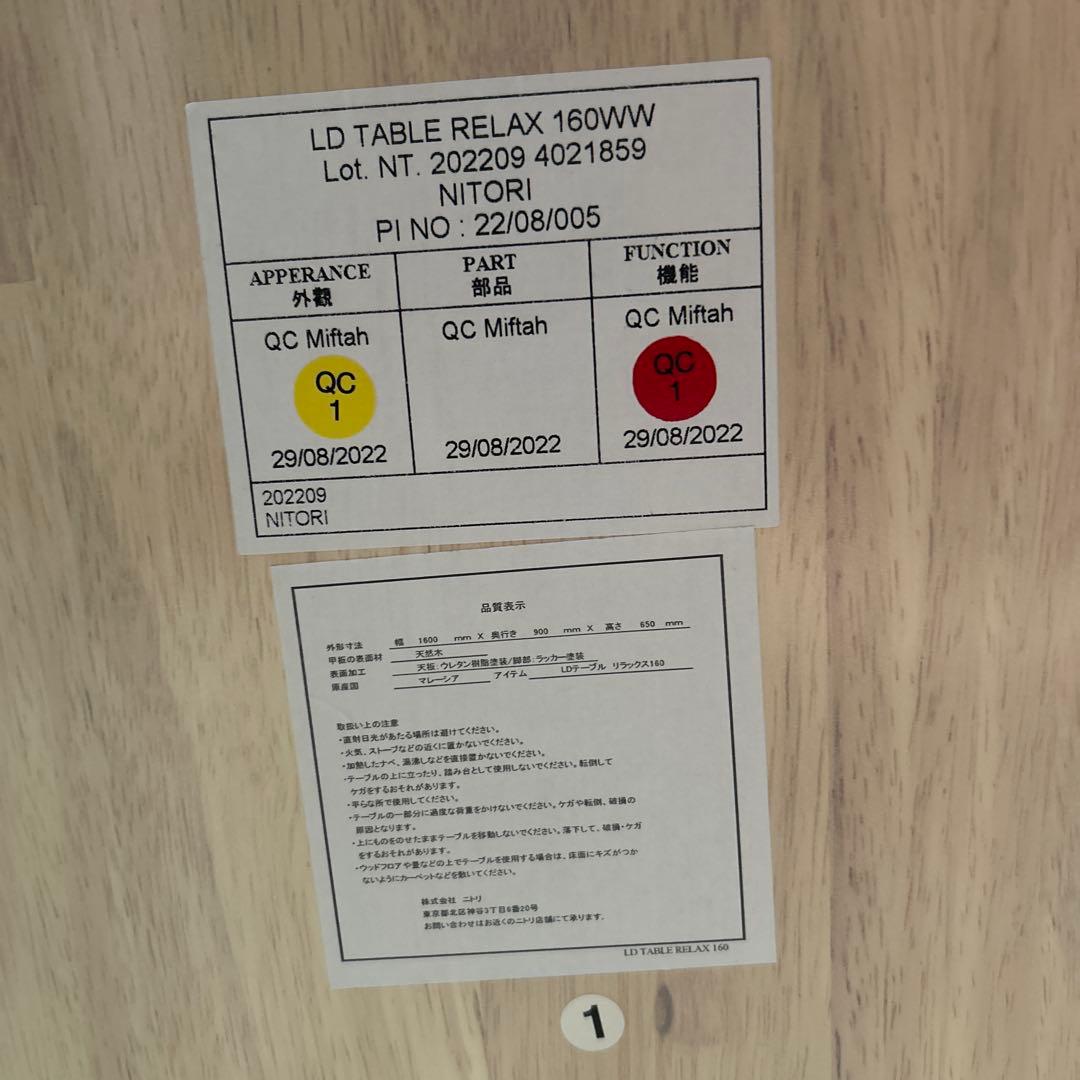 LD TABLE RELAX 160WW
Lot. NT. 202209 4021859
NITORI
PI NO : 22/08/005
APPERANCE PART FUNCTION
外觀 部品 機能
QC Miftah QC Miftah QC Miftah
QC QC
1 1
29/08/2022 29/08/2022 29/08/2022
202209
NITORI
品質表示
外形寸法 幅 1600 mm X 奥行き 900 mm X 高さ 650 mm
甲板の表面材 天然木
表面加工 天板:ウレタン樹脂塗装/脚部:ラッカー塗装
原産国 マレーシア アイテム LDテーブル リラックス160
取扱い上の注意
・直射日光があたる場所は避けてください。
・火気、ストーブなどの近くに置かないでください。
・加熱したナベ、湯沸しなどを直接置かないでください。
・テーブルの上に立ったり、踏み台として使用しないでください。転倒して
ケガをするおそれがあります。
・平らな所で使用してください。
・テーブルの一部分に過度な荷重をかけないでください。ケガや転倒、破損の
原因となります。
・上にものをのせたままテーブルを移動しないでください。落下して、破損・ケガ
をするおそれがあります。
・ウッドフロアや畳などの上でテーブルを使用する場合は、床面にキズがつか
ないようにカーペットなどを敷いてください。
株式会社 ニトリ
東京都北区神谷3丁目6番20号
お問い合わせはお近くのニトリ店舗にて承ります。
LD TABLE RELAX 160
1